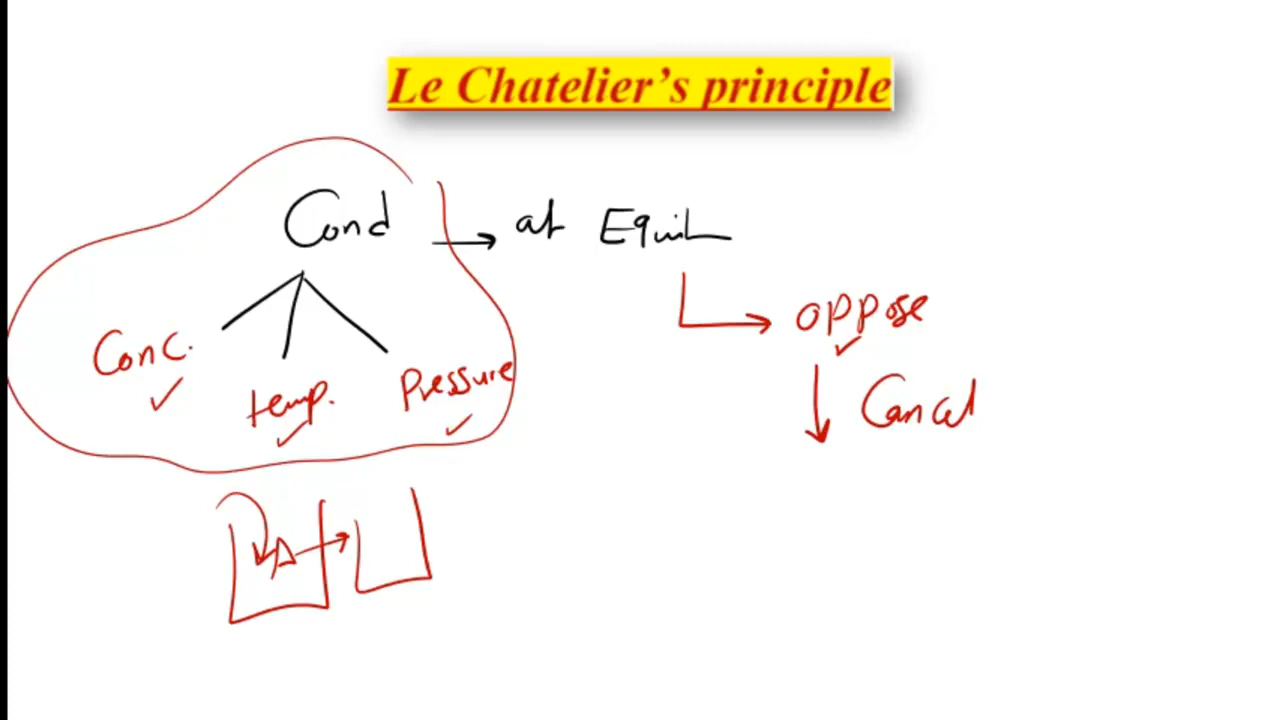 Le Chatelier's principle
Cond → at Equil
oppose
Conc. temp. Pressure
Cancel
A